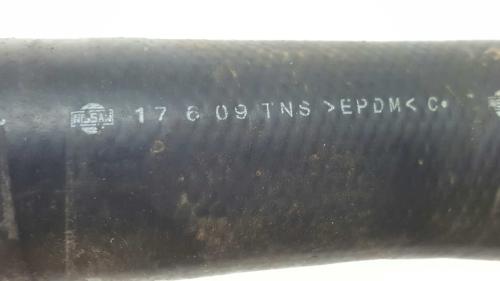 NISSAN 17 6 09 TNS >EPDM< C•